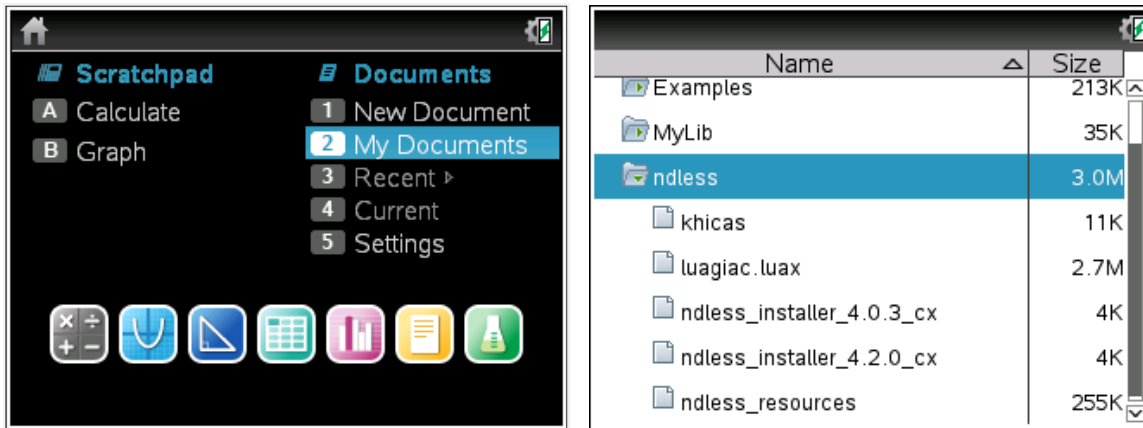 Scratchpad
A Calculate
B Graph
Documents
1 New Document
2 My Documents
3 Recent
4 Current
5 Settings
Name Size
Examples 213K
MyLib 35K
ndless 3.0M
khicas 11K
luagiac.luax 2.7M
ndless_installer_4.0.3_cx 4K
ndless_installer_4.2.0_cx 4K
ndless_resources 255K